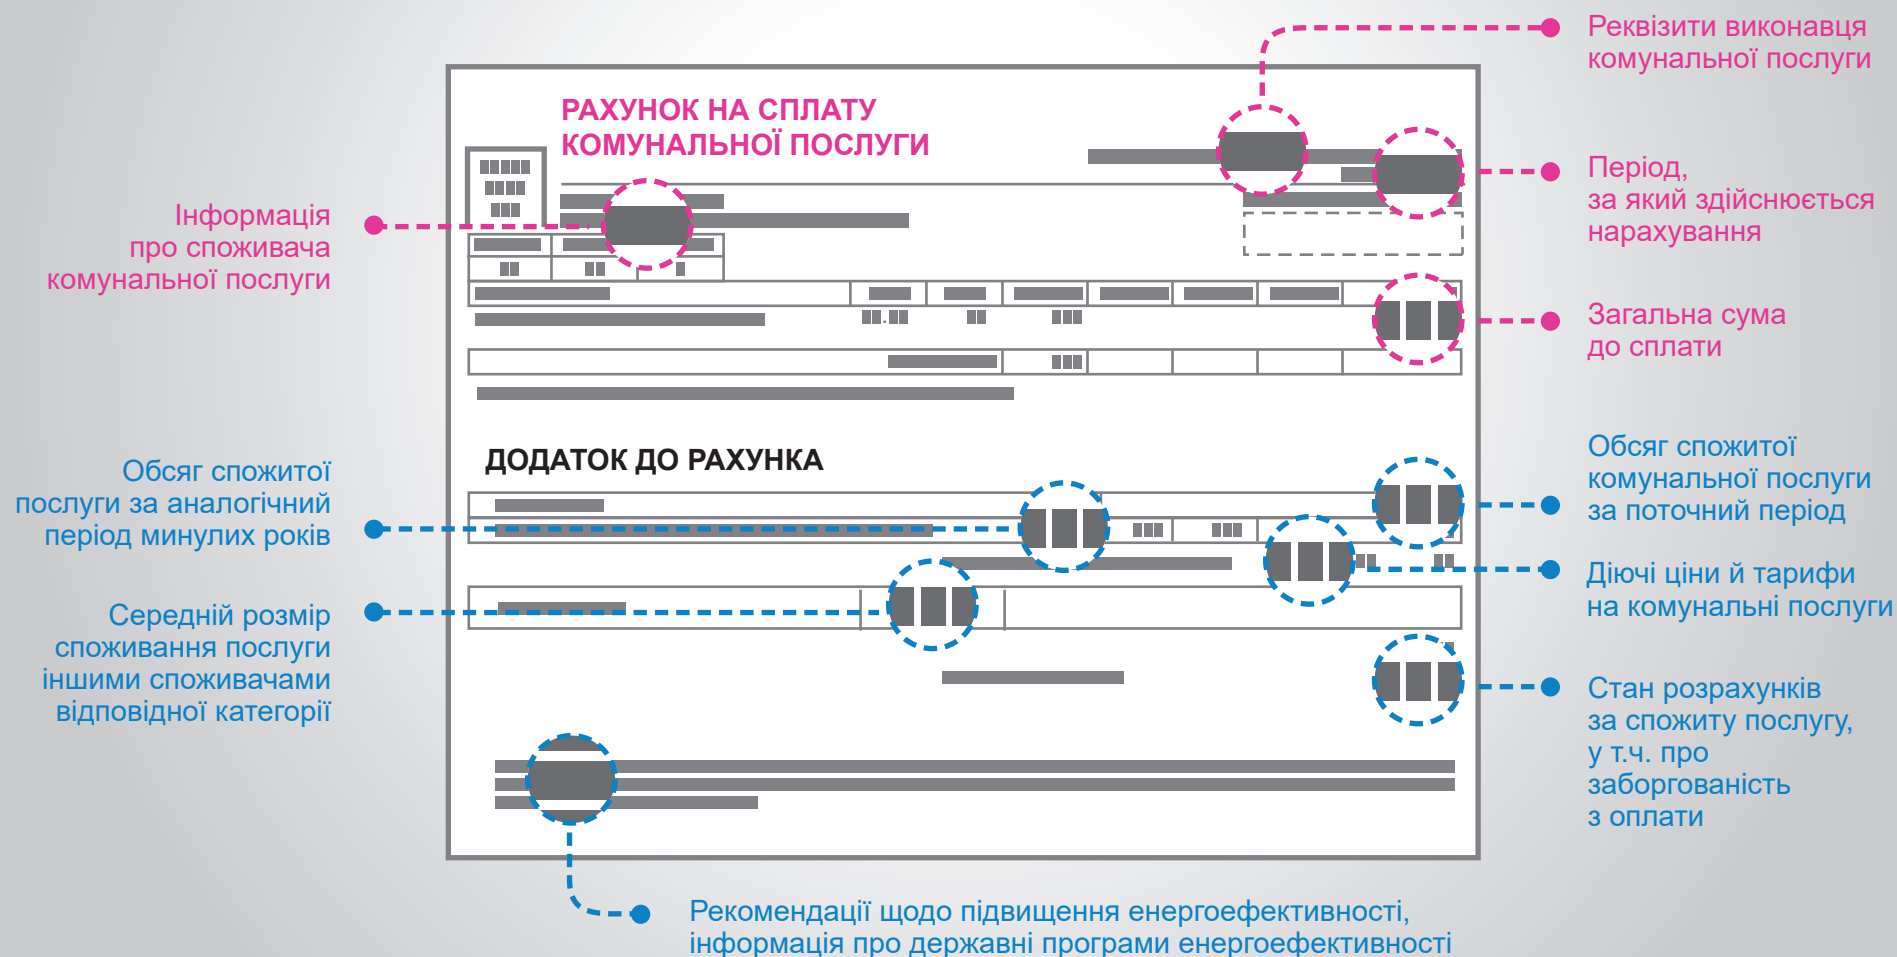 Реквізити виконавця
комунальної послуги
РАХУНОК НА СПЛАТУ
КОМУНАЛЬНОЇ ПОСЛУГИ
Період,
за який здійснюється
нарахування
Інформація
про споживача
комунальної послуги
Загальна сума
до сплати
ДОДАТОК ДО РАХУНКА
Обсяг спожитої
послуги за аналогічний
період минулих років
Обсяг спожитої
комунальної послуги
за поточний період
Діючі ціни й тарифи
на комунальні послуги
Середній розмір
споживання послуги
іншими споживачами
відповідної категорії
Стан розрахунків
за спожиту послугу,
у т.ч. про
заборгованість
з оплати
Рекомендації щодо підвищення енергоефективності,
інформація про державні програми енергоефективності